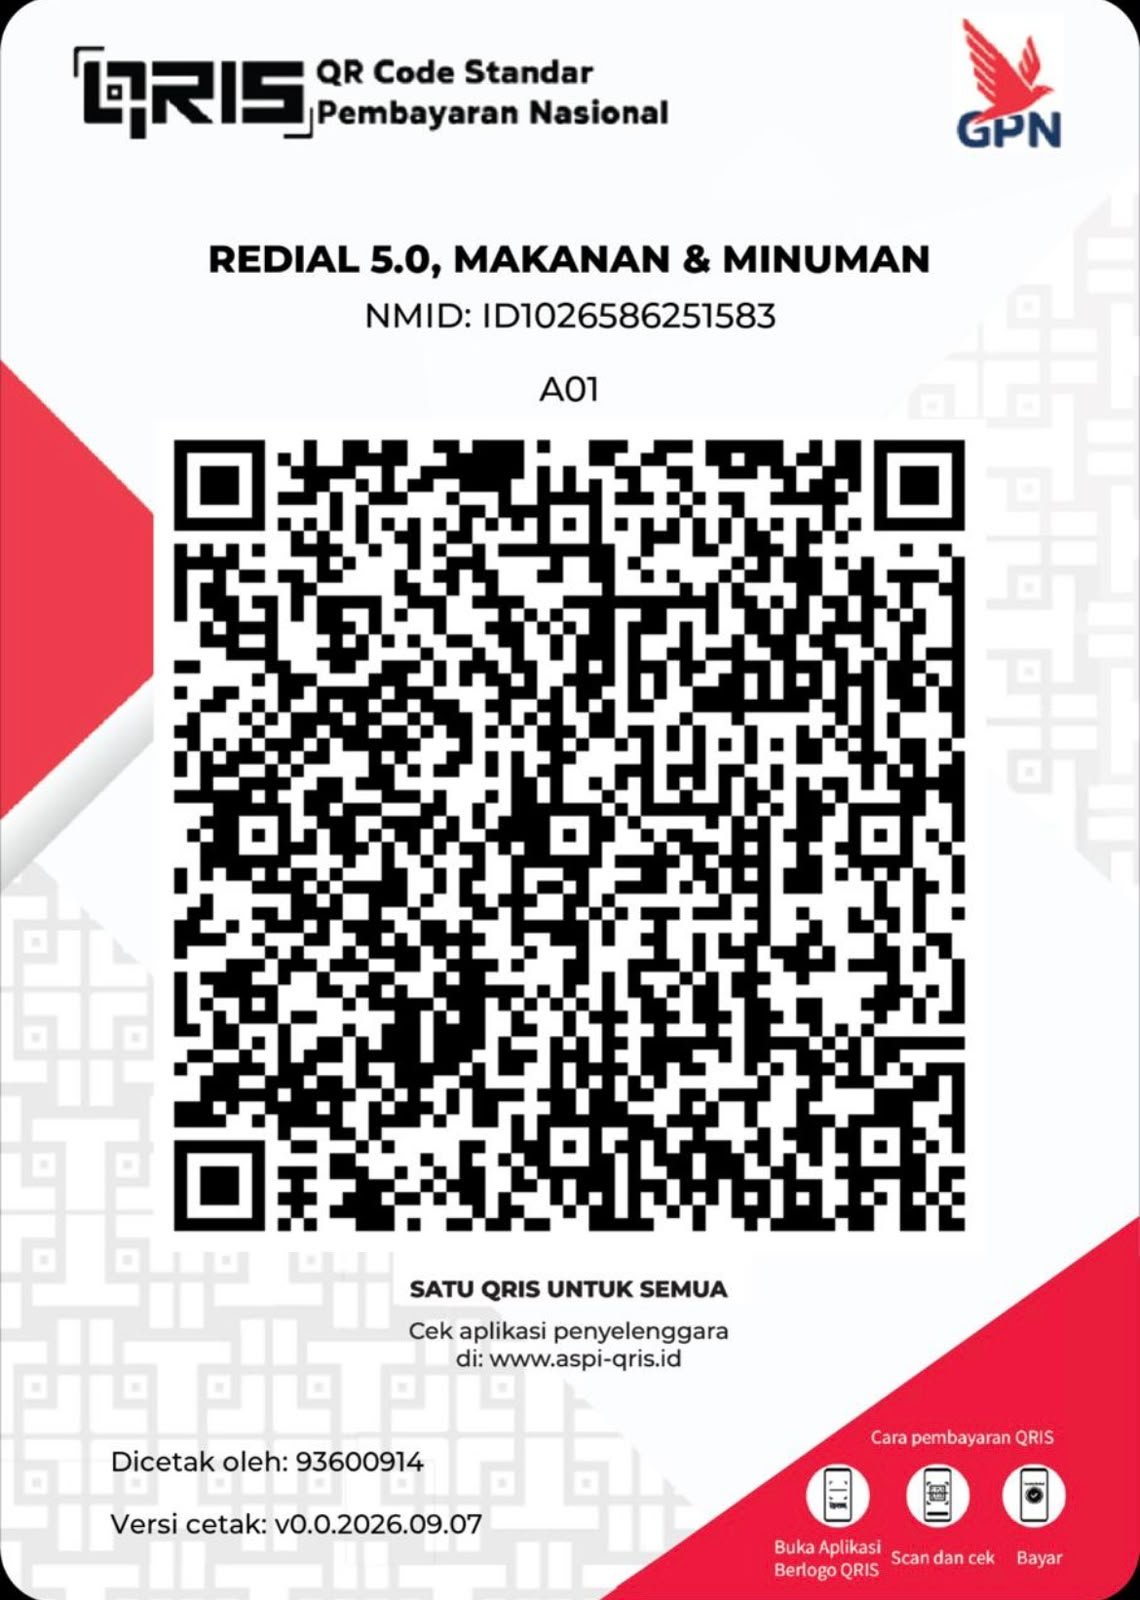 QRIS
QR Code Standar
Pembayaran Nasional
GPN
REDIAL 5.0, MAKANAN & MINUMAN
NMID: ID1026586251583
A01
SATU QRIS UNTUK SEMUA
Cek aplikasi penyelenggara
di: www.aspi-qris.id
Dicetak oleh: 93600914
Versi cetak: v0.0.2026.09.07
Cara pembayaran QRIS
Buka Aplikasi
Berlogo QRIS
Scan dan cek
Bayar